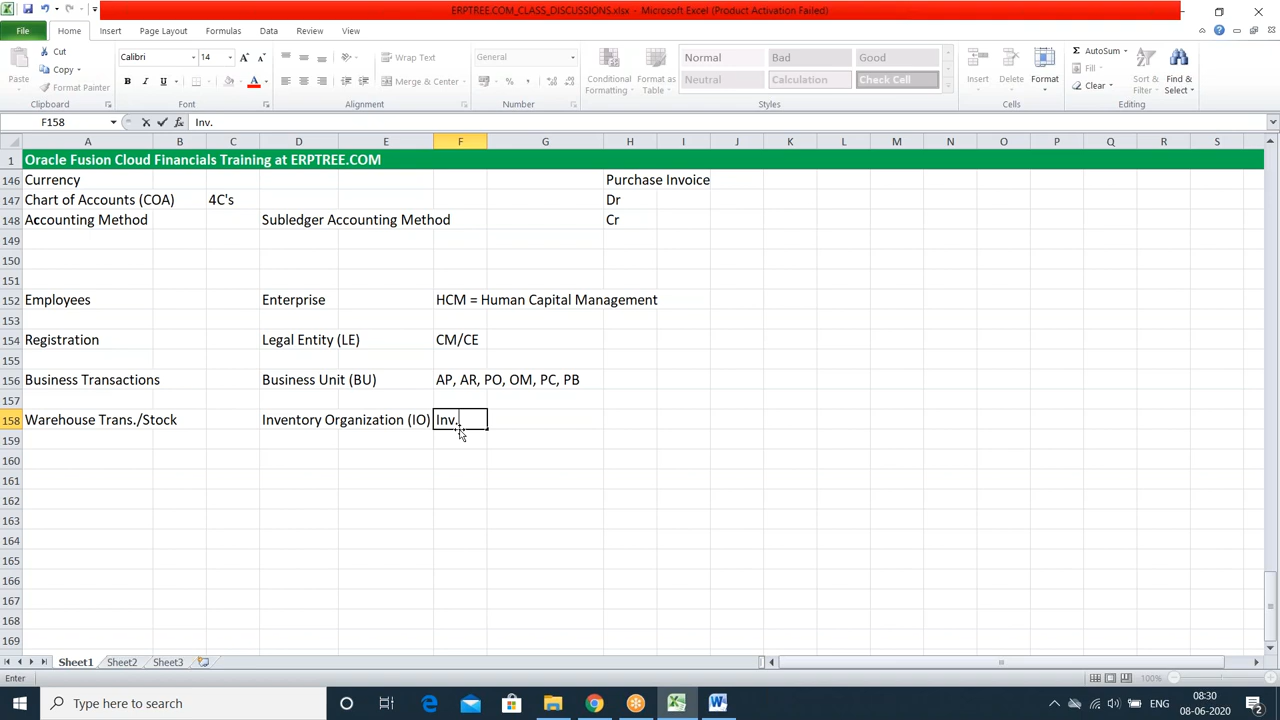 ERPTREE.COM_CLASS_DISCUSSIONS.xlsx - Microsoft Excel (Product Activation Failed)
File Home Insert Page Layout Formulas Data Review View
Paste Cut Copy Format Painter Calibri 14 Wrap Text Merge & Center General Conditional Formatting Format as Table Normal Bad Good Neutral Calculation Check Cell Insert Delete Format AutoSum Fill Clear Sort & Filter Find & Select
Clipboard Font Alignment Number Styles Cells Editing
F158 Inv.
A B C D E F G H I J K L M N O P Q R S
1 Oracle Fusion Cloud Financials Training at ERPTREE.COM
146 Currency Purchase Invoice
147 Chart of Accounts (COA) 4C's Dr
148 Accounting Method Subledger Accounting Method Cr
149
150
151
152 Employees Enterprise HCM = Human Capital Management
153
154 Registration Legal Entity (LE) CM/CE
155
156 Business Transactions Business Unit (BU) AP, AR, PO, OM, PC, PB
157
158 Warehouse Trans./Stock Inventory Organization (IO) Inv.
159
160
161
162
163
164
165
166
167
168
169
Sheet1 Sheet2 Sheet3
Enter 100%
Type here to search ENG 08:30
08-06-2020 2